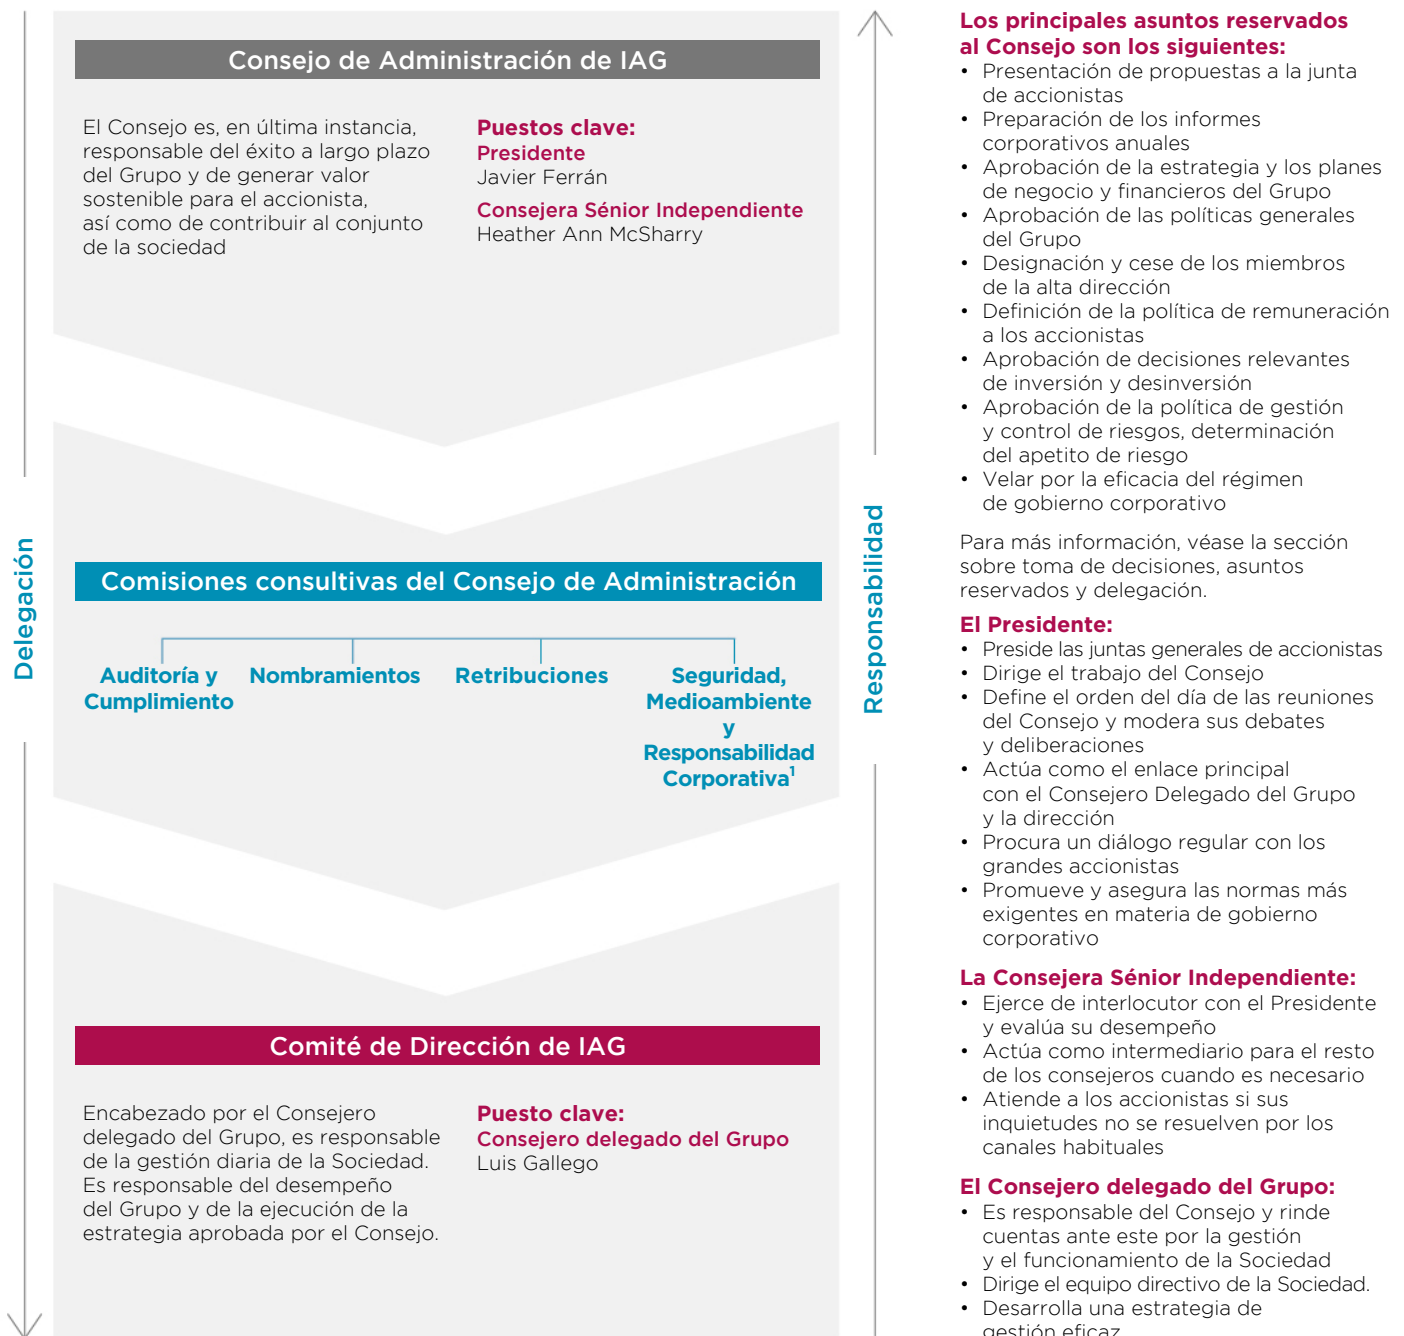 Consejo de Administración de IAG
El Consejo es, en última instancia,
responsable del éxito a largo plazo
del Grupo y de generar valor
sostenible para el accionista,
así como de contribuir al conjunto
de la sociedad
Puestos clave:
Presidente
Javier Ferrán
Consejera Sénior Independiente
Heather Ann McSharry
Delegación
Comisiones consultivas del Consejo de Administración
Auditoría y
Cumplimiento
Nombramientos
Retribuciones
Seguridad,
Medioambiente
y
Responsabilidad
Corporativa1
Responsabilidad
Comité de Dirección de IAG
Encabezado por el Consejero
delegado del Grupo, es responsable
de la gestión diaria de la Sociedad.
Es responsable del desempeño
del Grupo y de la ejecución de la
estrategia aprobada por el Consejo.
Puesto clave:
Consejero delegado del Grupo
Luis Gallego
Los principales asuntos reservados
al Consejo son los siguientes:
• Presentación de propuestas a la junta
de accionistas
• Preparación de los informes
corporativos anuales
• Aprobación de la estrategia y los planes
de negocio y financieros del Grupo
• Aprobación de las políticas generales
del Grupo
• Designación y cese de los miembros
de la alta dirección
• Definición de la política de remuneración
a los accionistas
• Aprobación de decisiones relevantes
de inversión y desinversión
• Aprobación de la política de gestión
y control de riesgos, determinación
del apetito de riesgo
• Velar por la eficacia del régimen
de gobierno corporativo
Para más información, véase la sección
sobre toma de decisiones, asuntos
reservados y delegación.
El Presidente:
• Preside las juntas generales de accionistas
• Dirige el trabajo del Consejo
• Define el orden del día de las reuniones
del Consejo y modera sus debates
y deliberaciones
• Actúa como el enlace principal
con el Consejero Delegado del Grupo
y la dirección
• Procura un diálogo regular con los
grandes accionistas
• Promueve y asegura las normas más
exigentes en materia de gobierno
corporativo
La Consejera Sénior Independiente:
• Ejerce de interlocutor con el Presidente
y evalúa su desempeño
• Actúa como intermediario para el resto
de los consejeros cuando es necesario
• Atiende a los accionistas si sus
inquietudes no se resuelven por los
canales habituales
El Consejero delegado del Grupo:
• Es responsable del Consejo y rinde
cuentas ante este por la gestión
y el funcionamiento de la Sociedad
• Dirige el equipo directivo de la Sociedad.
• Desarrolla una estrategia de
gestión eficaz